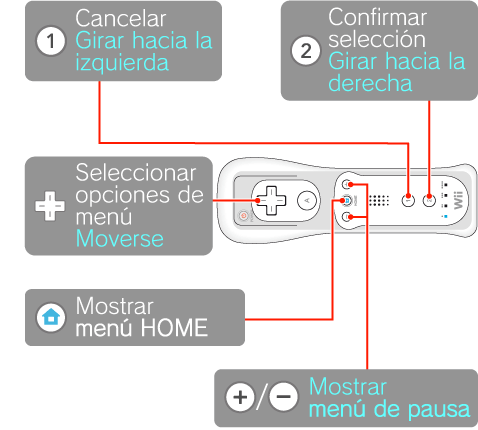 1
Cancelar
Girar hacia la
izquierda
2
Confirmar
selección
Girar hacia la
derecha
Seleccionar
opciones de
menú
Moverse
A
Wii
Mostrar
menú HOME
+/−
Mostrar
menú de pausa